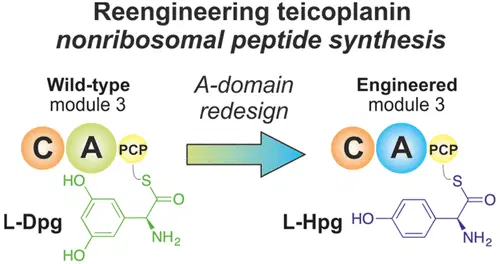 Reengineering teicoplanin
nonribosomal peptide synthesis
Wild-type
module 3
A-domain
redesign
Engineered
module 3
C A PCP
C A PCP
HO
S
O
L-Dpg
NH2
HO
S
O
L-Hpg
HO
NH2